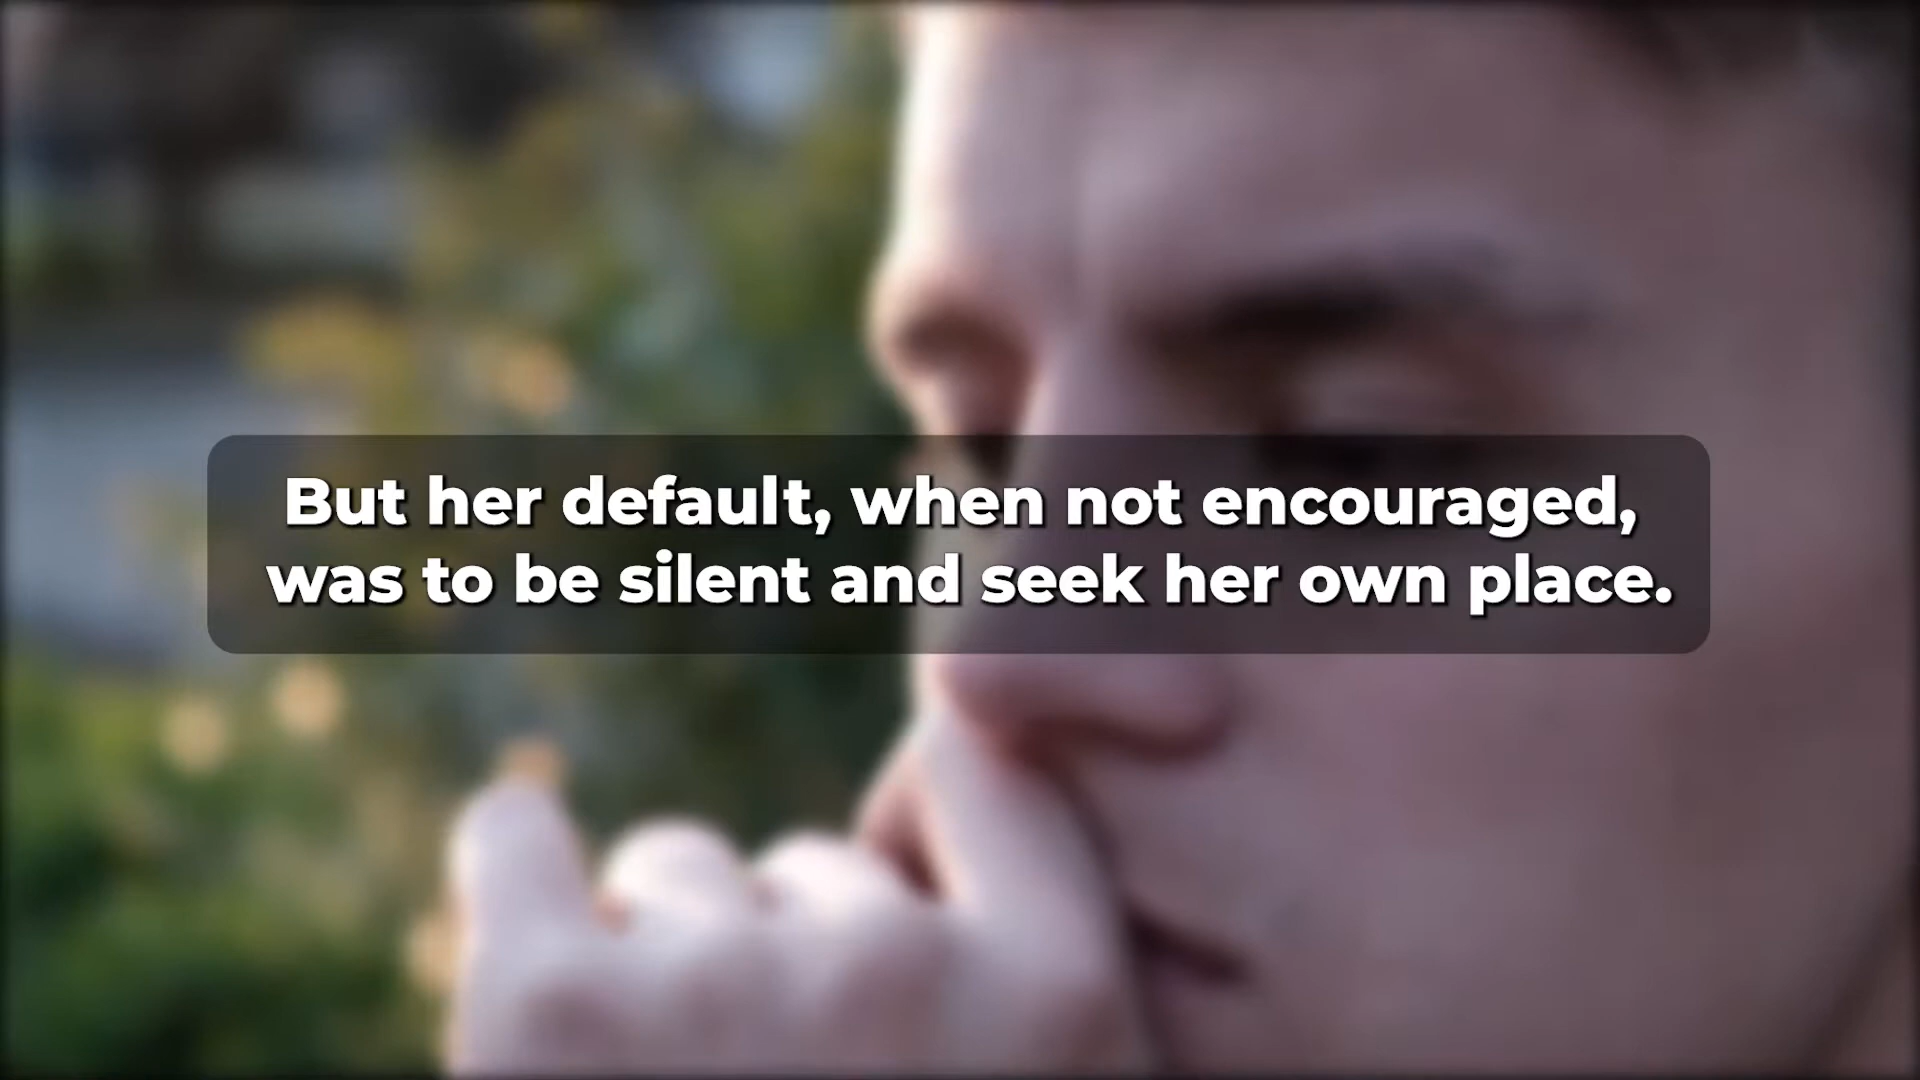 But her default, when not encouraged,
was to be silent and seek her own place.